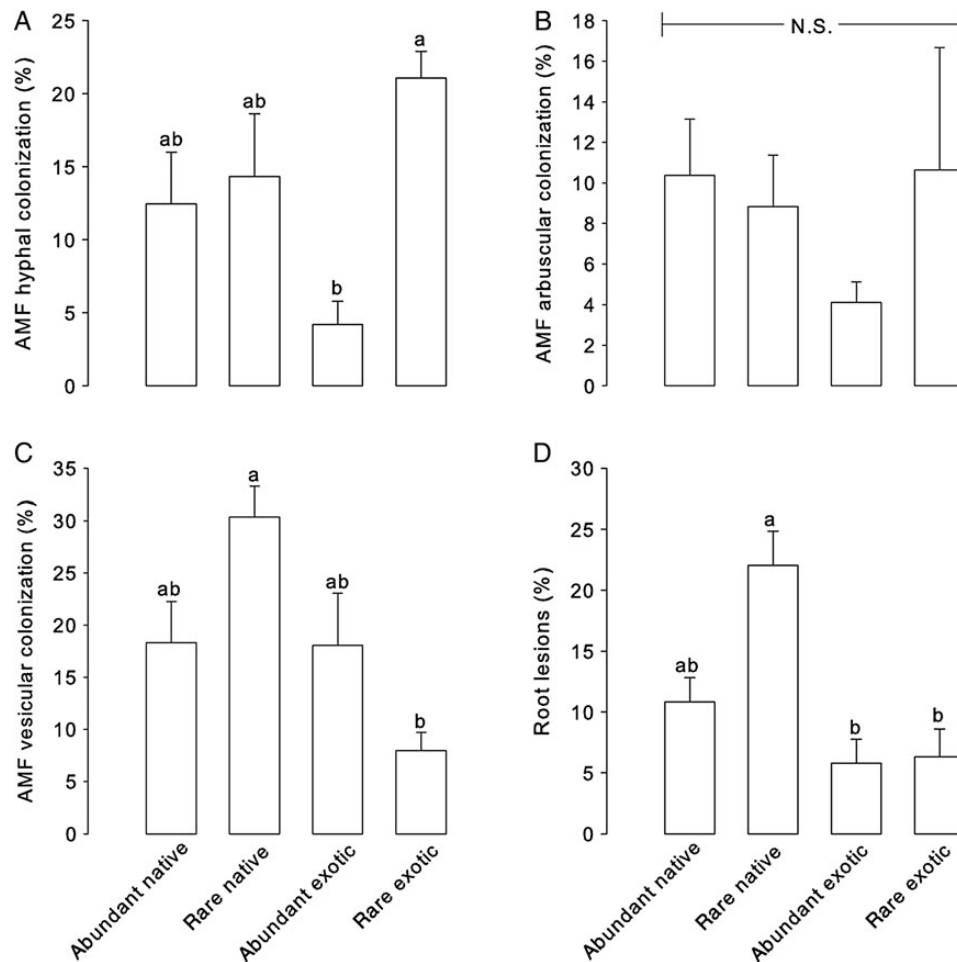 A
AMF hyphal colonization (%)
25
20
15
10
5
0
ab
ab
b
a
B
AMF arbuscular colonization (%)
18
16
14
12
10
8
6
4
2
0
N.S.
C
AMF vesicular colonization (%)
35
30
25
20
15
10
5
0
ab
a
ab
b
Abundant native
Rare native
Abundant exotic
Rare exotic
D
Root lesions (%)
30
25
20
15
10
5
0
ab
a
b
b
Abundant native
Rare native
Abundant exotic
Rare exotic